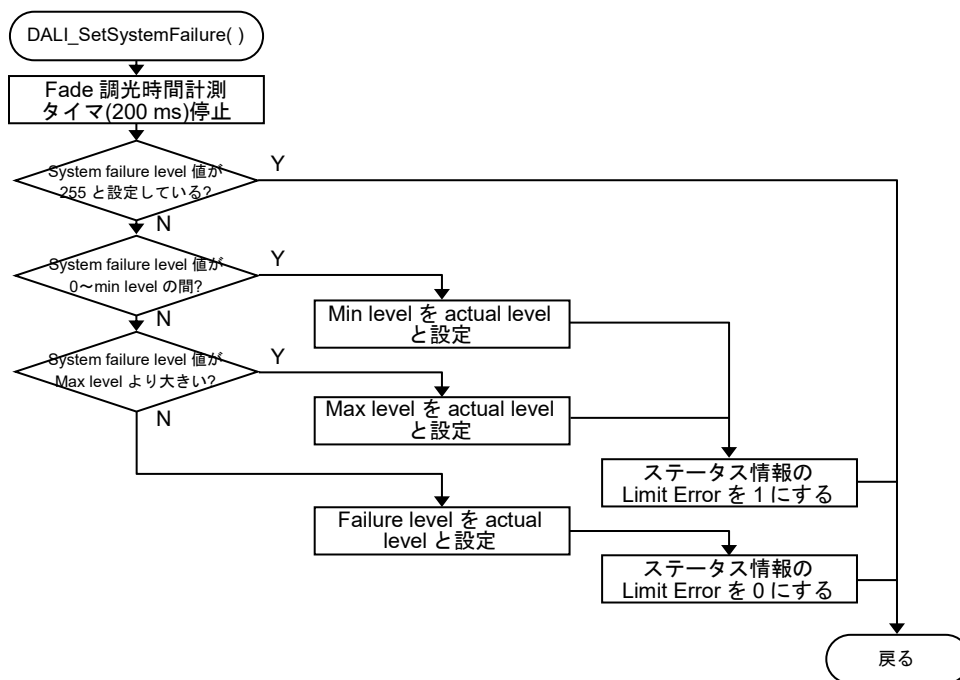 DALI_SetSystemFailure( )
Fade 調光時間計測
タイマ(200 ms)停止
System failure level 値が
255 と設定している?
Y
N
System failure level 値が
0～min level の間?
Y
N
Min level を actual level
と設定
System failure level 値が
Max level より大きい?
Y
N
Max level を actual level
と設定
ステータス情報の
Limit Error を 1 にする
Failure level を actual
level と設定
ステータス情報の
Limit Error を 0 にする
戻る